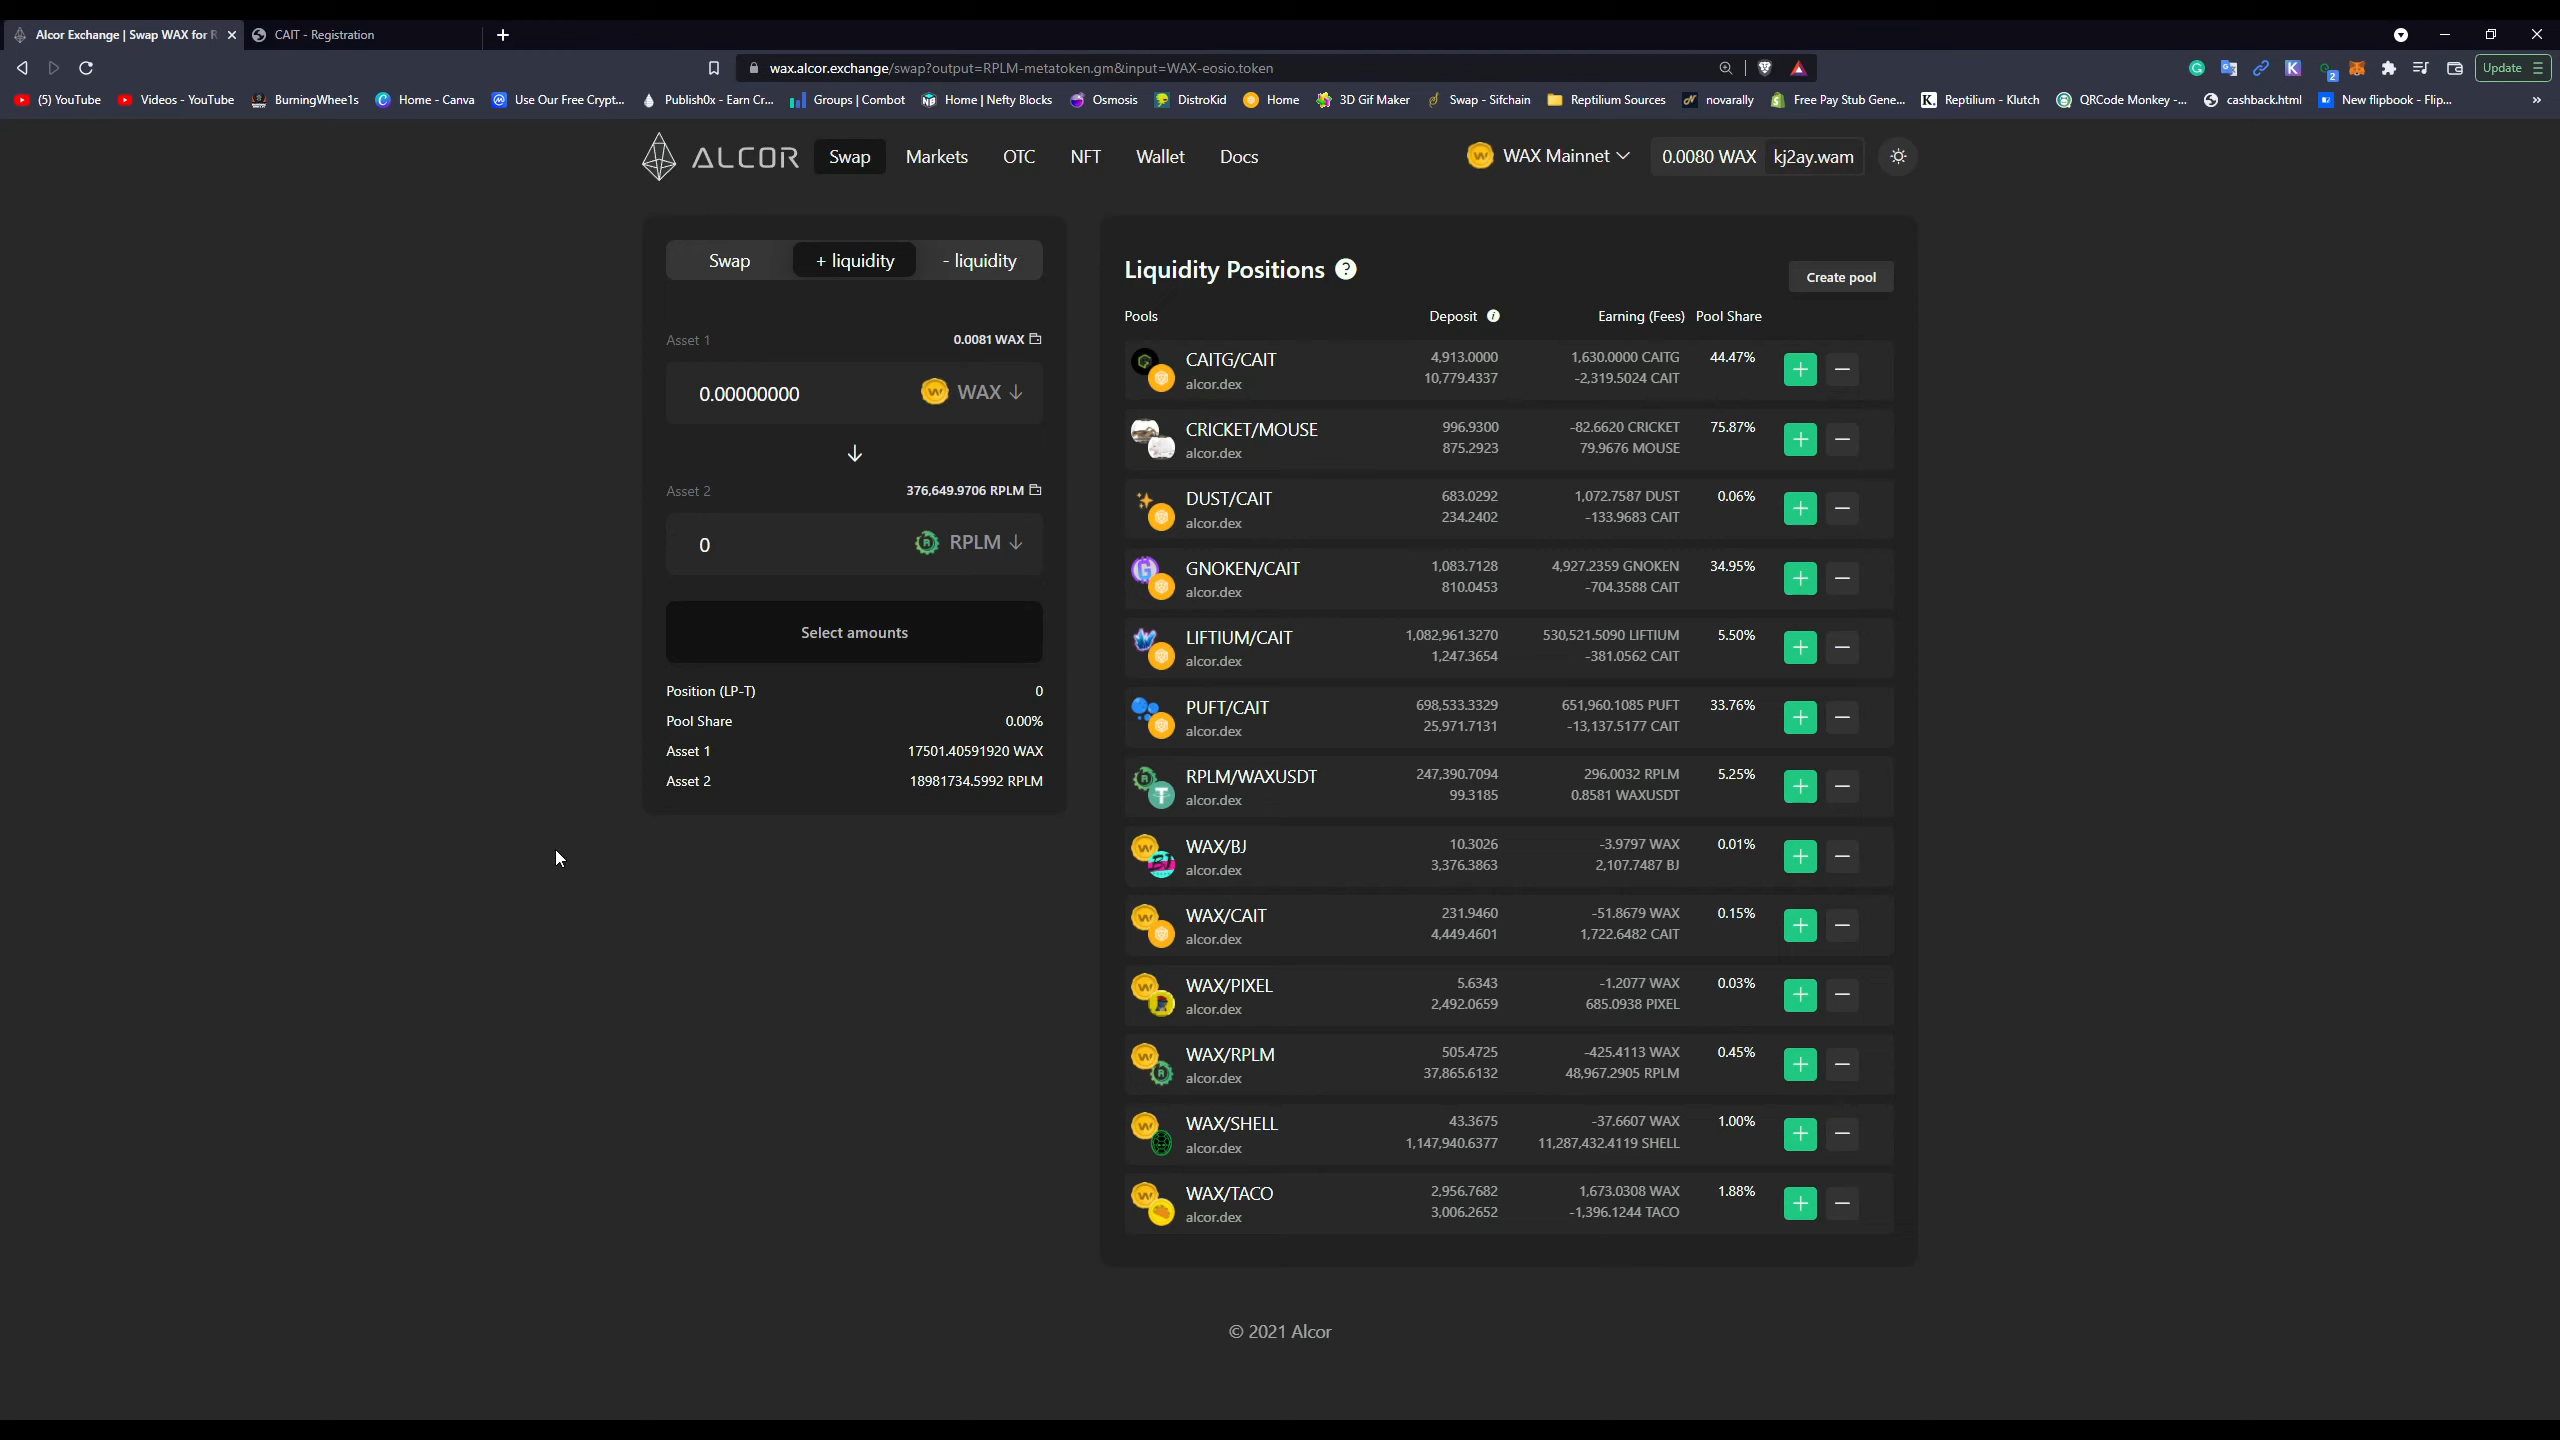 Alcor Exchange | Swap WAX for R
CAIT - Registration
wax.alcor.exchange/swap?output=RPLM-metatoken.gm&input=WAX-eosio.token
2
Update
(5) YouTube
Videos - YouTube
BurningWhee1s
Home - Canva
Use Our Free Crypt...
Publish0x - Earn Cr...
Groups | Combot
Home | Nefty Blocks
Osmosis
DistroKid
Home
3D Gif Maker
Swap - Sifchain
Reptilium Sources
novarally
Free Pay Stub Gene...
Reptilium - Klutch
QRCode Monkey -...
cashback.html
New flipbook - Flip...
ALCOR
Swap
Markets
OTC
NFT
Wallet
Docs
WAX Mainnet
0.0080 WAX
kj2ay.wam
Swap
+ liquidity
- liquidity
Asset 1
0.0081 WAX
0.00000000
WAX
Asset 2
376,649.9706 RPLM
0
RPLM
Select amounts
Position (LP-T)
0
Pool Share
0.00%
Asset 1
17501.40591920 WAX
Asset 2
18981734.5992 RPLM
Liquidity Positions ?
Create pool
Pools
Deposit
Earning (Fees)
Pool Share
CAITG/CAIT
alcor.dex
4,913.0000
10,779.4337
1,630.0000 CAITG
-2,319.5024 CAIT
44.47%
CRICKET/MOUSE
alcor.dex
996.9300
875.2923
-82.6620 CRICKET
79.9676 MOUSE
75.87%
DUST/CAIT
alcor.dex
683.0292
234.2402
1,072.7587 DUST
-133.9683 CAIT
0.06%
GNOKEN/CAIT
alcor.dex
1,083.7128
810.0453
4,927.2359 GNOKEN
-704.3588 CAIT
34.95%
LIFTIUM/CAIT
alcor.dex
1,082,961.3270
1,247.3654
530,521.5090 LIFTIUM
-381.0562 CAIT
5.50%
PUFT/CAIT
alcor.dex
698,533.3329
25,971.7131
651,960.1085 PUFT
-13,137.5177 CAIT
33.76%
RPLM/WAXUSDT
alcor.dex
247,390.7094
99.3185
296.0032 RPLM
0.8581 WAXUSDT
5.25%
WAX/BJ
alcor.dex
10.3026
3,376.3863
-3.9797 WAX
2,107.7487 BJ
0.01%
WAX/CAIT
alcor.dex
231.9460
4,449.4601
-51.8679 WAX
1,722.6482 CAIT
0.15%
WAX/PIXEL
alcor.dex
5.6343
2,492.0659
-1.2077 WAX
685.0938 PIXEL
0.03%
WAX/RPLM
alcor.dex
505.4725
37,865.6132
-425.4113 WAX
48,967.2905 RPLM
0.45%
WAX/SHELL
alcor.dex
43.3675
1,147,940.6377
-37.6607 WAX
11,287,432.4119 SHELL
1.00%
WAX/TACO
alcor.dex
2,956.7682
3,006.2652
1,673.0308 WAX
-1,396.1244 TACO
1.88%
© 2021 Alcor